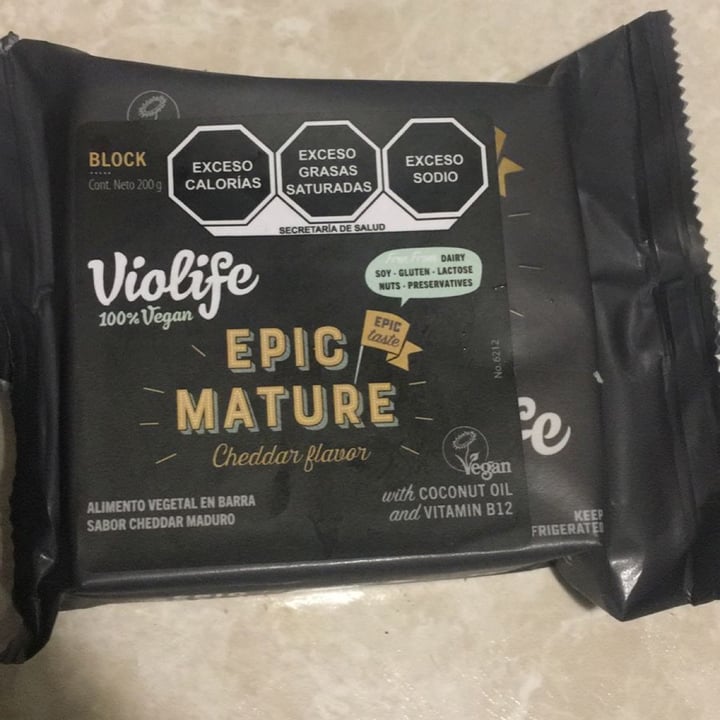 BLOCK
Cont. Neto 200 g
EXCESO
CALORÍAS
EXCESO
GRASAS
SATURADAS
EXCESO
SODIO
SECRETARÍA DE SALUD
Violife
100% Vegan
Free From DAIRY
SOY - GLUTEN - LACTOSE
NUTS - PRESERVATIVES
EPIC
taste
EPIC
MATURE
Cheddar flavor
No.6212
Vegan
ALIMENTO VEGETAL EN BARRA
SABOR CHEDDAR MADURO
with COCONUT OIL
and VITAMIN B12
fe
KEEP
FRIGERATED